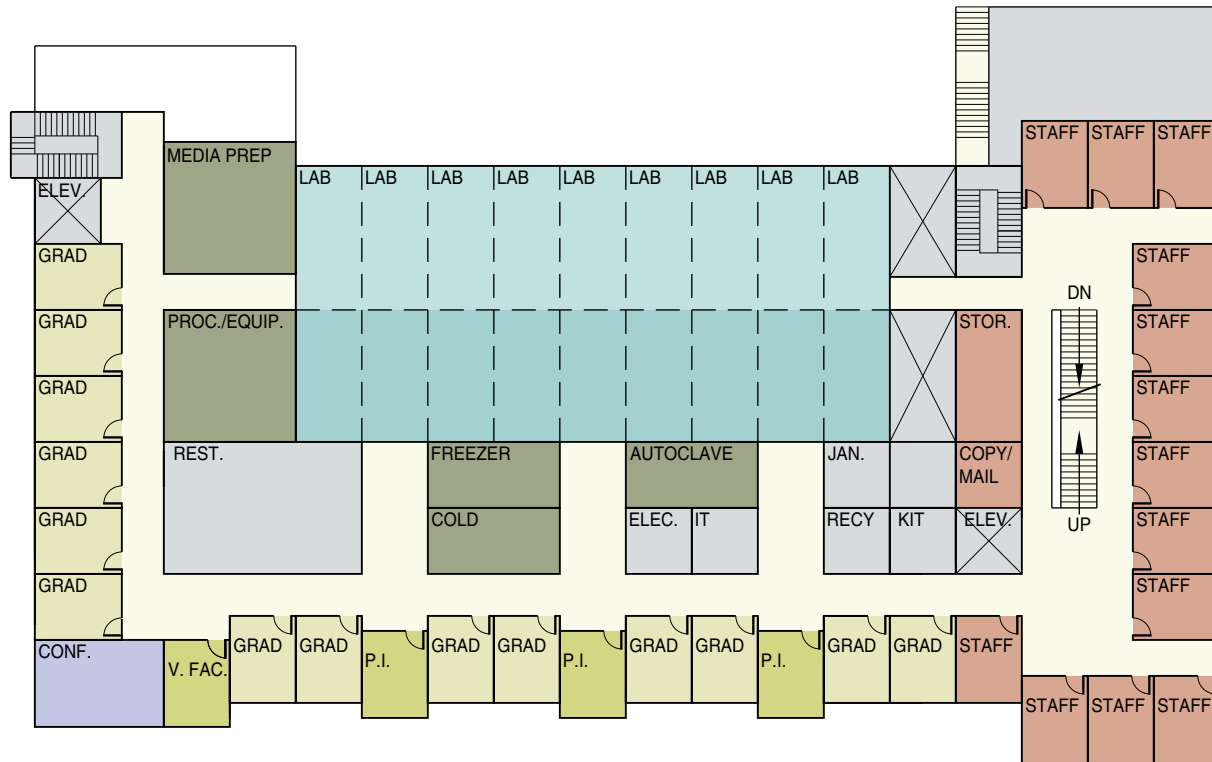 STAFF STAFF STAFF
MEDIA PREP
LAB LAB LAB LAB LAB LAB LAB LAB LAB
ELEV.
GRAD
STAFF
DN
GRAD
PROC./EQUIP.
STOR.
STAFF
GRAD
STAFF
GRAD
REST.
FREEZER
AUTOCLAVE
JAN.
COPY/
MAIL
STAFF
GRAD
COLD
ELEC.
IT
RECY
KIT
ELEV.
UP
STAFF
GRAD
STAFF
CONF.
V. FAC.
GRAD
GRAD
P.I.
GRAD
GRAD
P.I.
GRAD
GRAD
P.I.
GRAD
GRAD
STAFF
STAFF STAFF STAFF